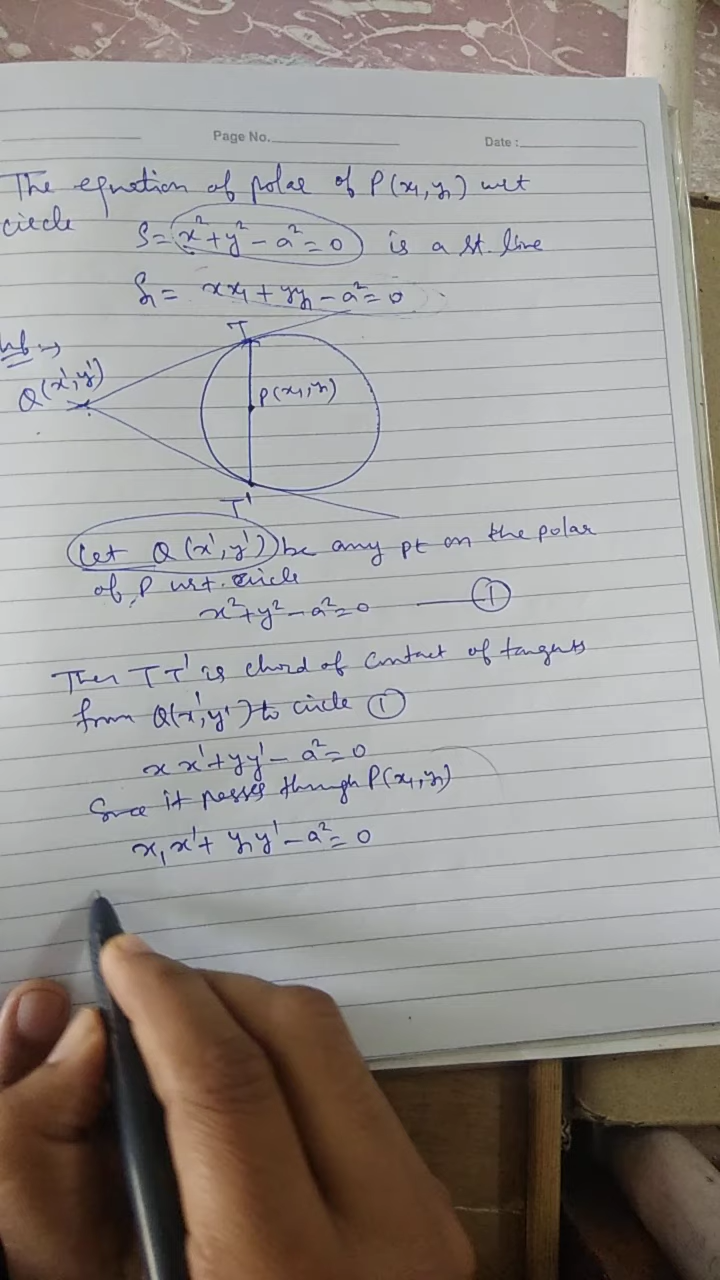 Page No.
Date :
The equation of polar of P(x₁, y₁) wrt
circle
S = x² + y² - a² = 0 is a st. line
S₁ = xx₁ + yy₁ - a² = 0
T
Q(x', y')
P(x₁, y₁)
T'
Let Q(x', y') be any pt on the polar
of P wrt. circle
x² + y² - a² = 0 — ①
Then TT' is chord of contact of tangents
from Q(x', y') to circle ①
xx' + yy' - a² = 0
Since it passes through P(x₁, y₁)
x₁x' + y₁y' - a² = 0